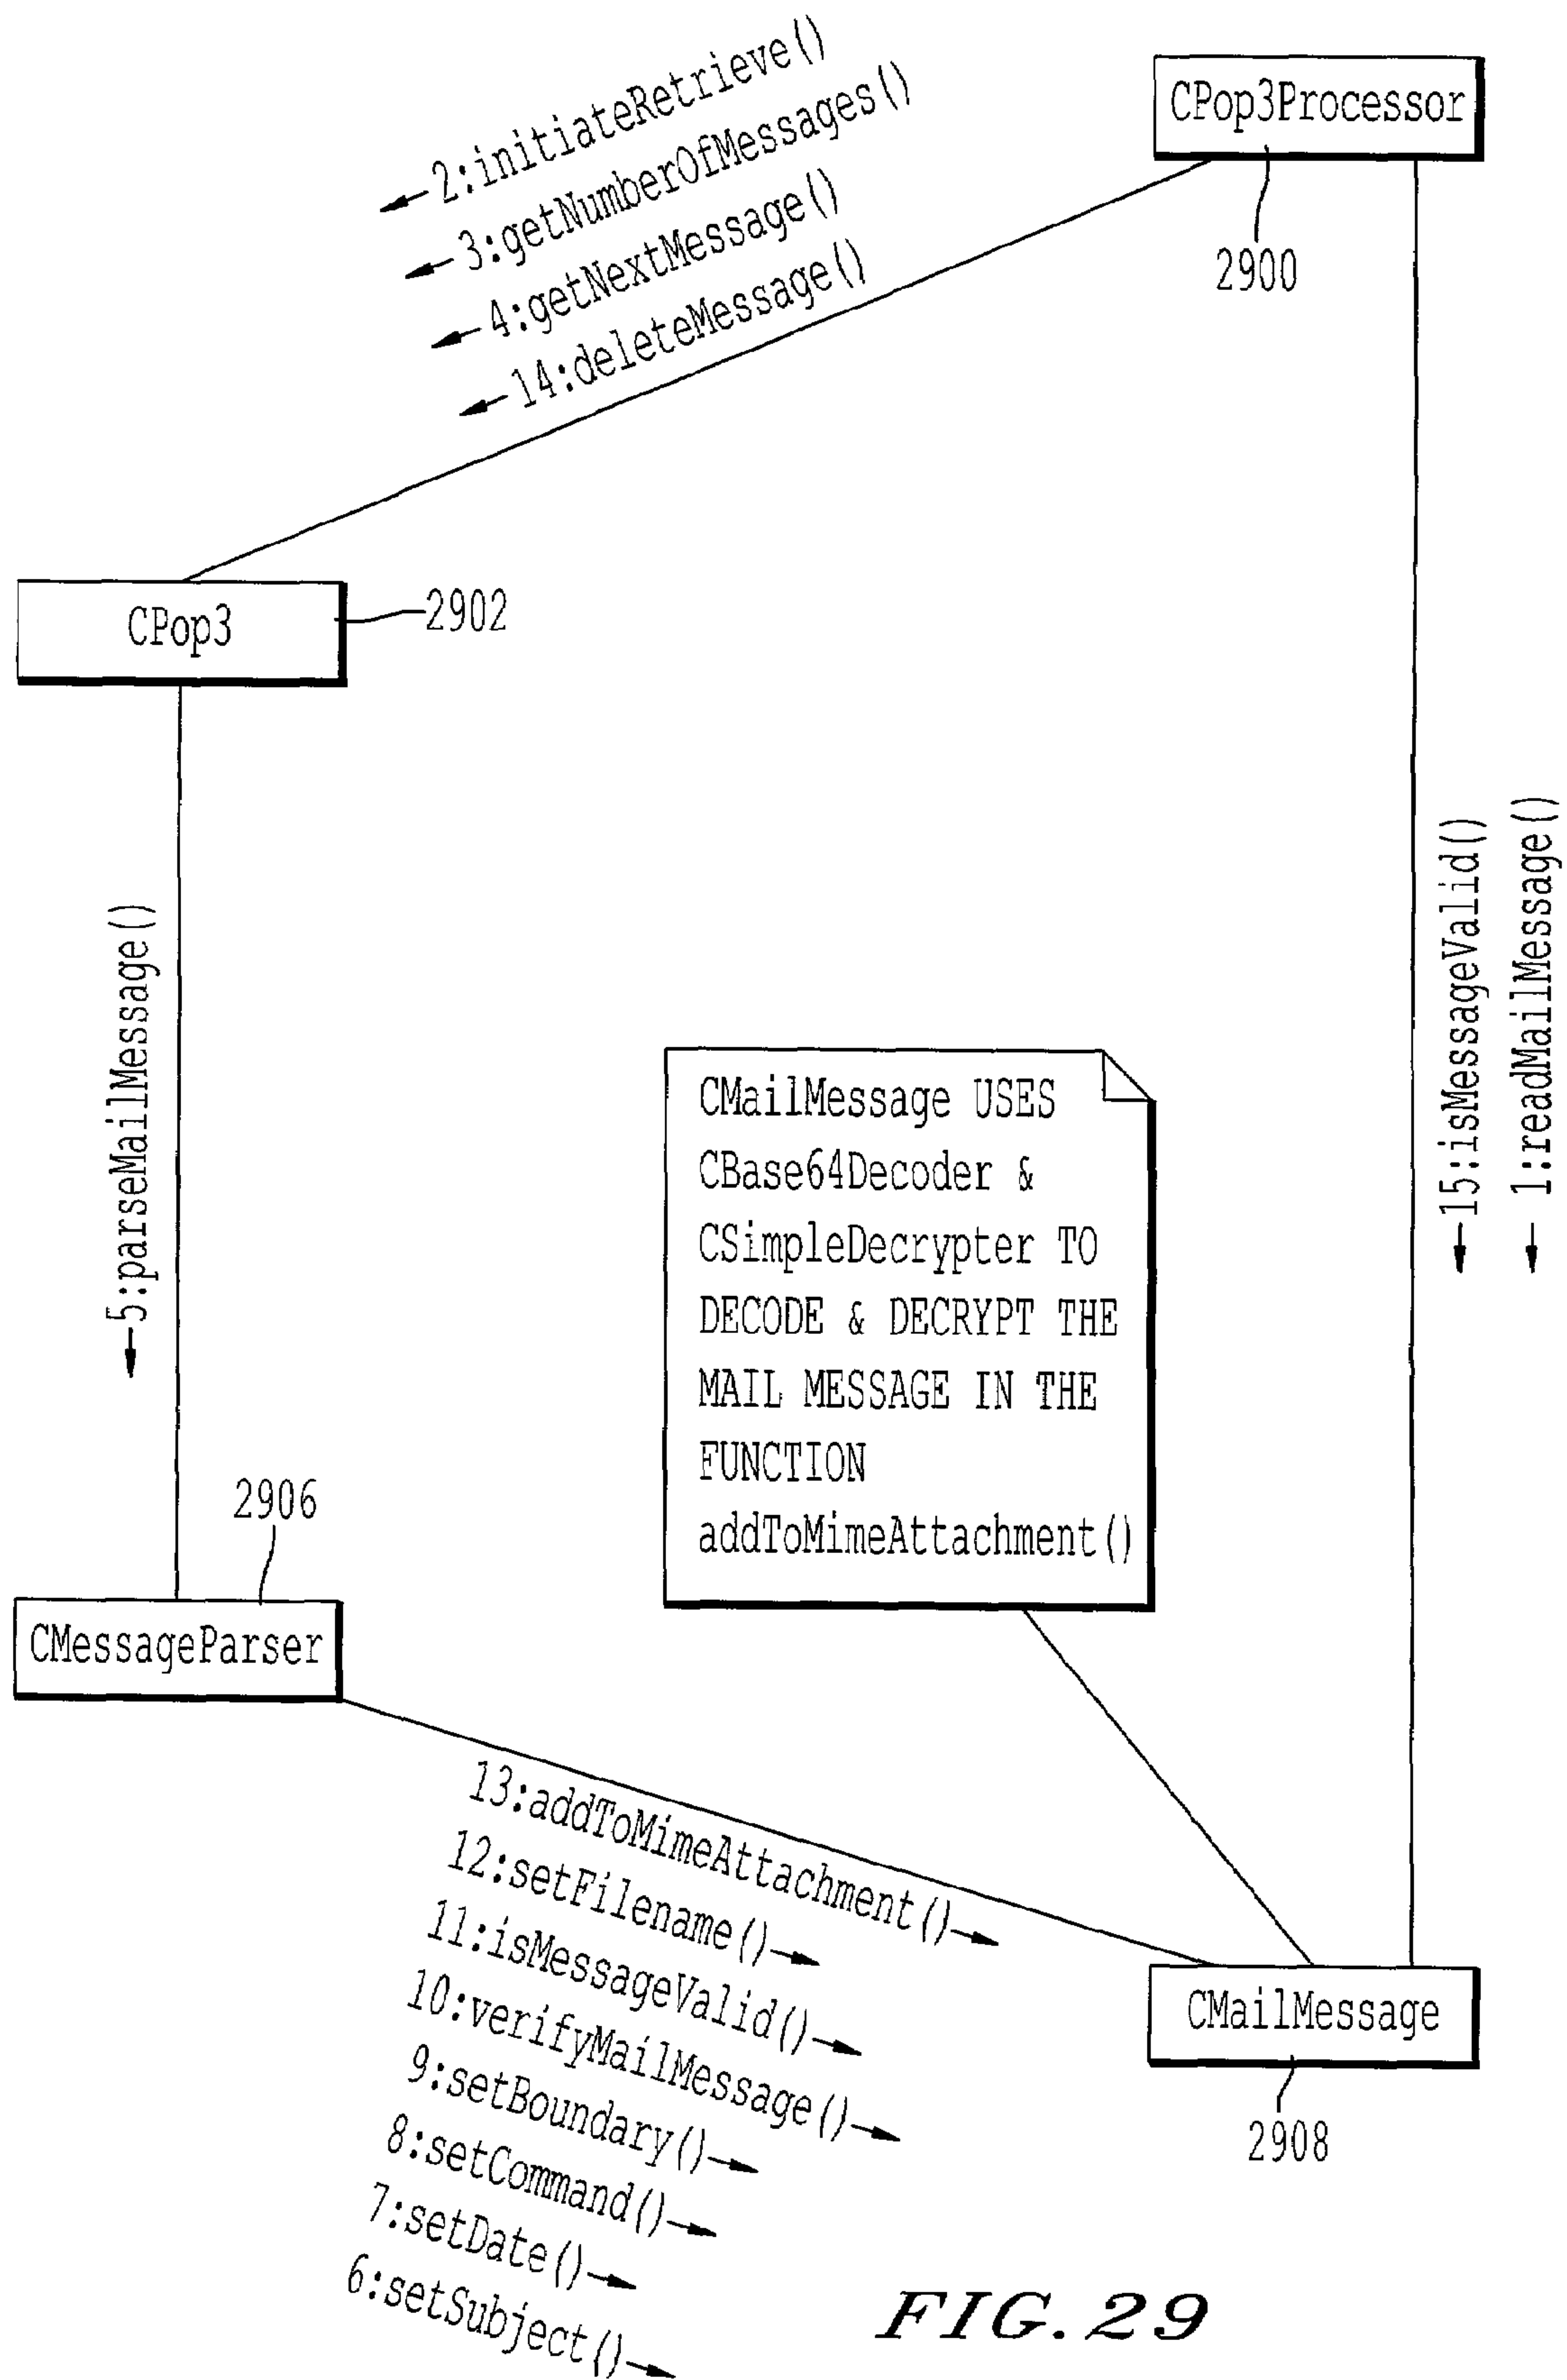 2:initiateRetrieve()
3:getNumberOfMessages()
4:getNextMessage()
14:deleteMessage()
CPop3Processor
2900
CPop3
2902
5:parseMailMessage()
15:isMessageValid()
1:readMailMessage()
CMailMessage USES
CBase64Decoder &
CSimpleDecrypter TO
DECODE & DECRYPT THE
MAIL MESSAGE IN THE
FUNCTION
addToMimeAttachment()
2906
CMessageParser
13:addToMimeAttachment()
12:setFilename()
11:isMessageValid()
10:verifyMailMessage()
9:setBoundary()
8:setCommand()
7:setDate()
6:setSubject()
CMailMessage
2908
FIG.29